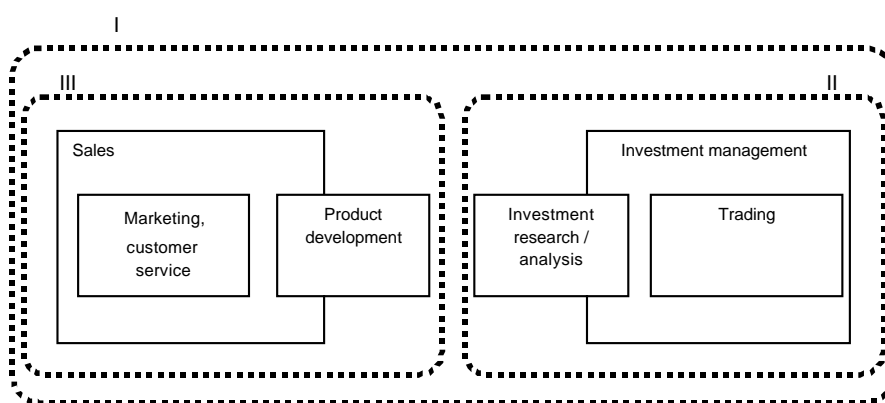 I
III
II
Sales
Investment management
Marketing,
customer
service
Product
development
Investment
research /
analysis
Trading